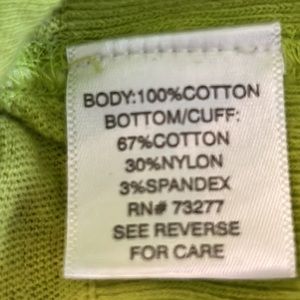 BODY:100%COTTON
BOTTOM/CUFF:
67%COTTON
30%NYLON
3%SPANDEX
RN# 73277
SEE REVERSE
FOR CARE